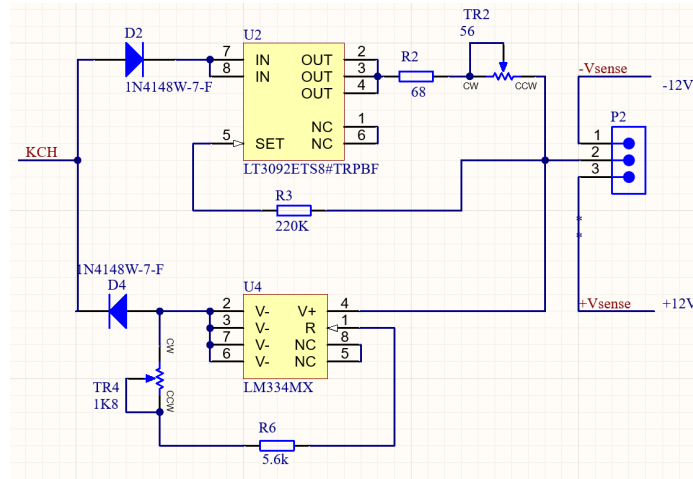 TR2
56
D2
1N4148W-7-F
U2
7 IN OUT 2
8 IN OUT 3
OUT 4
NC 1
NC 6
5 SET
LT3092ETS8#TRPBF
R2
68
CW
CCW
-Vsense
-12V
P2
1
2
3
KCH
R3
220K
*
*
+Vsense
+12V
1N4148W-7-F
D4
U4
2 V- V+ 4
3 V- R 1
7 V- NC 8
6 V- NC 5
LM334MX
CW
CCW
TR4
1K8
R6
5.6k